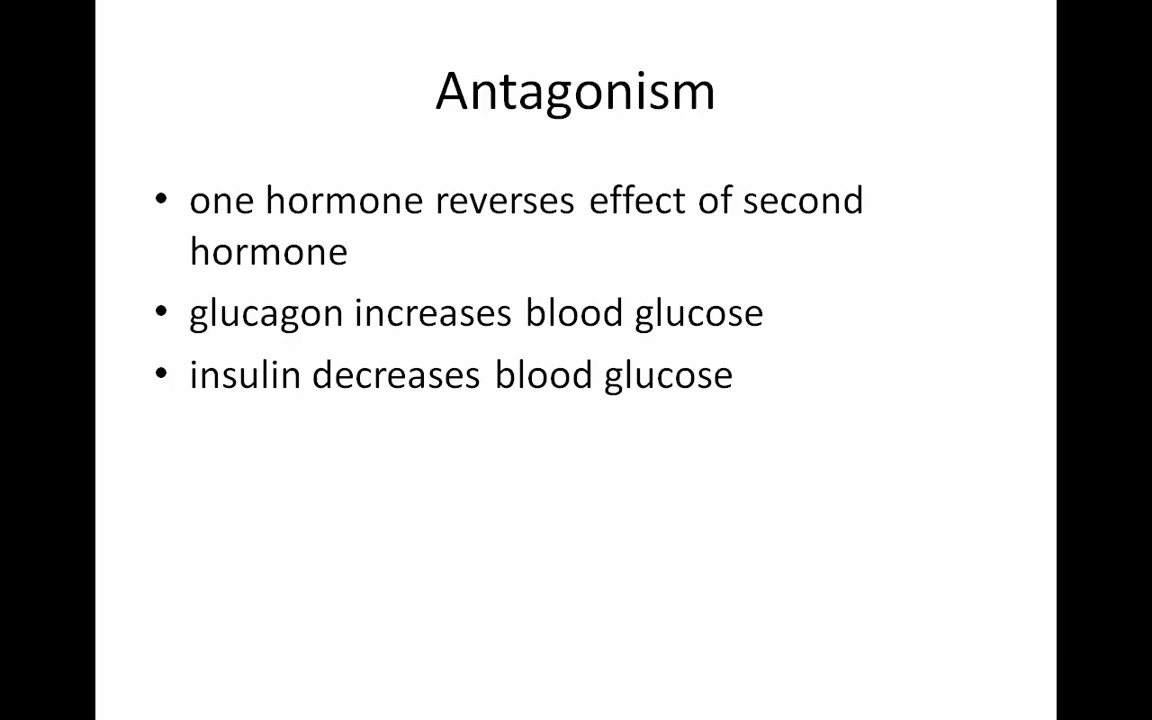 Antagonism
• one hormone reverses effect of second
hormone
• glucagon increases blood glucose
• insulin decreases blood glucose